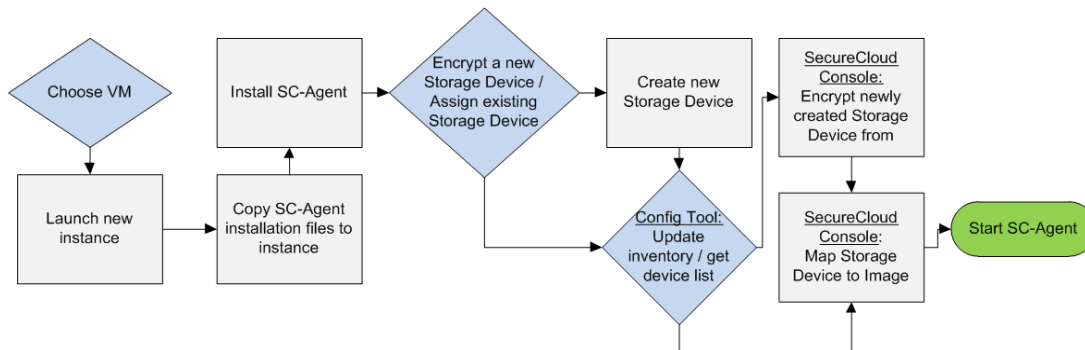 Choose VM
Launch new
instance
Copy SC-Agent
installation files to
instance
Install SC-Agent
Encrypt a new
Storage Device /
Assign existing
Storage Device
Create new
Storage Device
Config Tool:
Update
inventory / get
device list
SecureCloud
Console:
Encrypt newly
created Storage
Device from
SecureCloud
Console:
Map Storage
Device to Image
Start SC-Agent